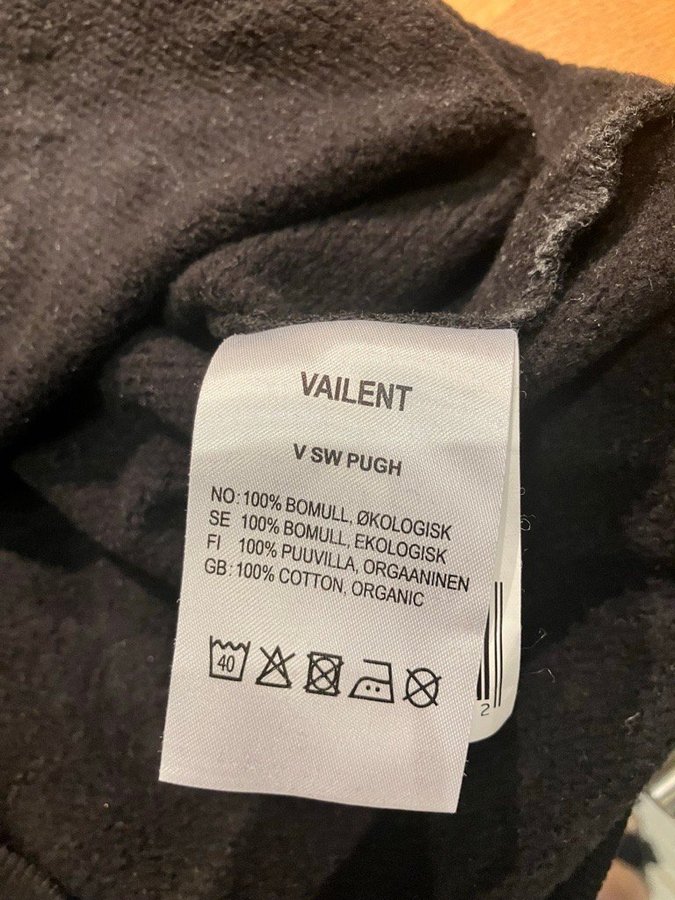 VAILENT
V SW PUGH
NO: 100% BOMULL, ØKOLOGISK
SE 100% BOMULL, EKOLOGISK
FI 100% PUUVILLA, ORGAANINEN
GB: 100% COTTON, ORGANIC
40
2